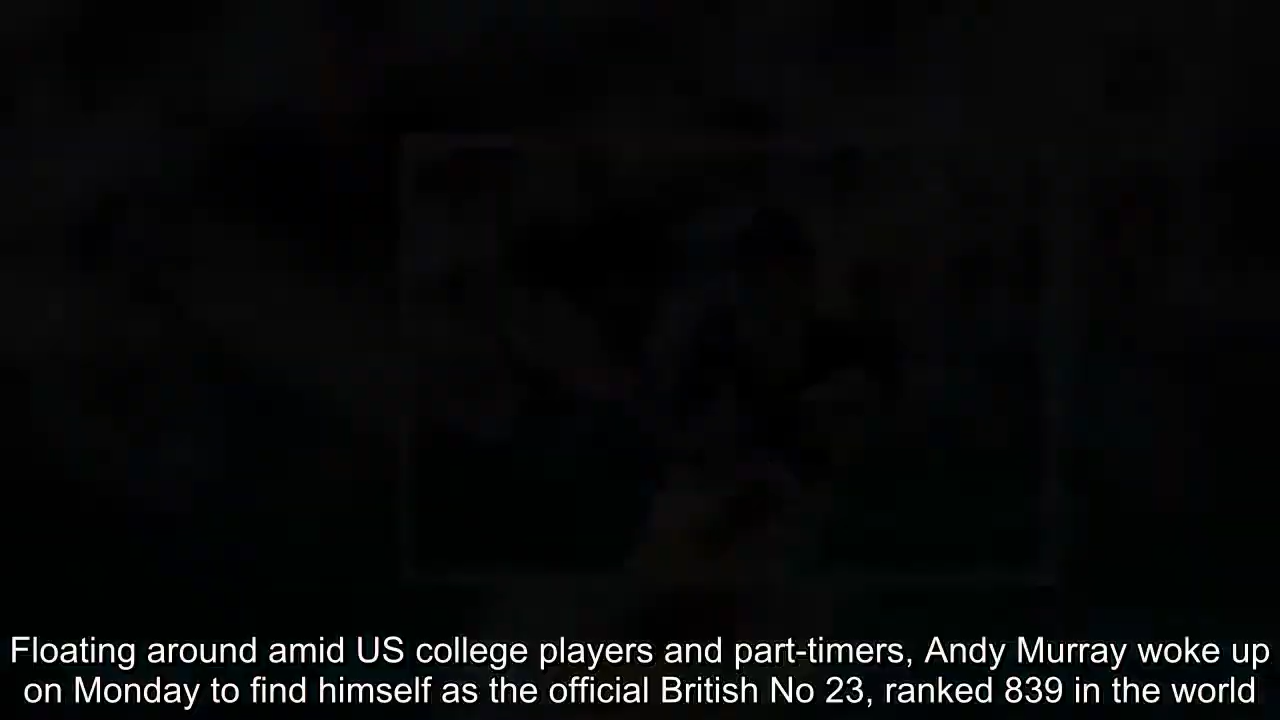 Floating around amid US college players and part-timers, Andy Murray woke up
on Monday to find himself as the official British No 23, ranked 839 in the world